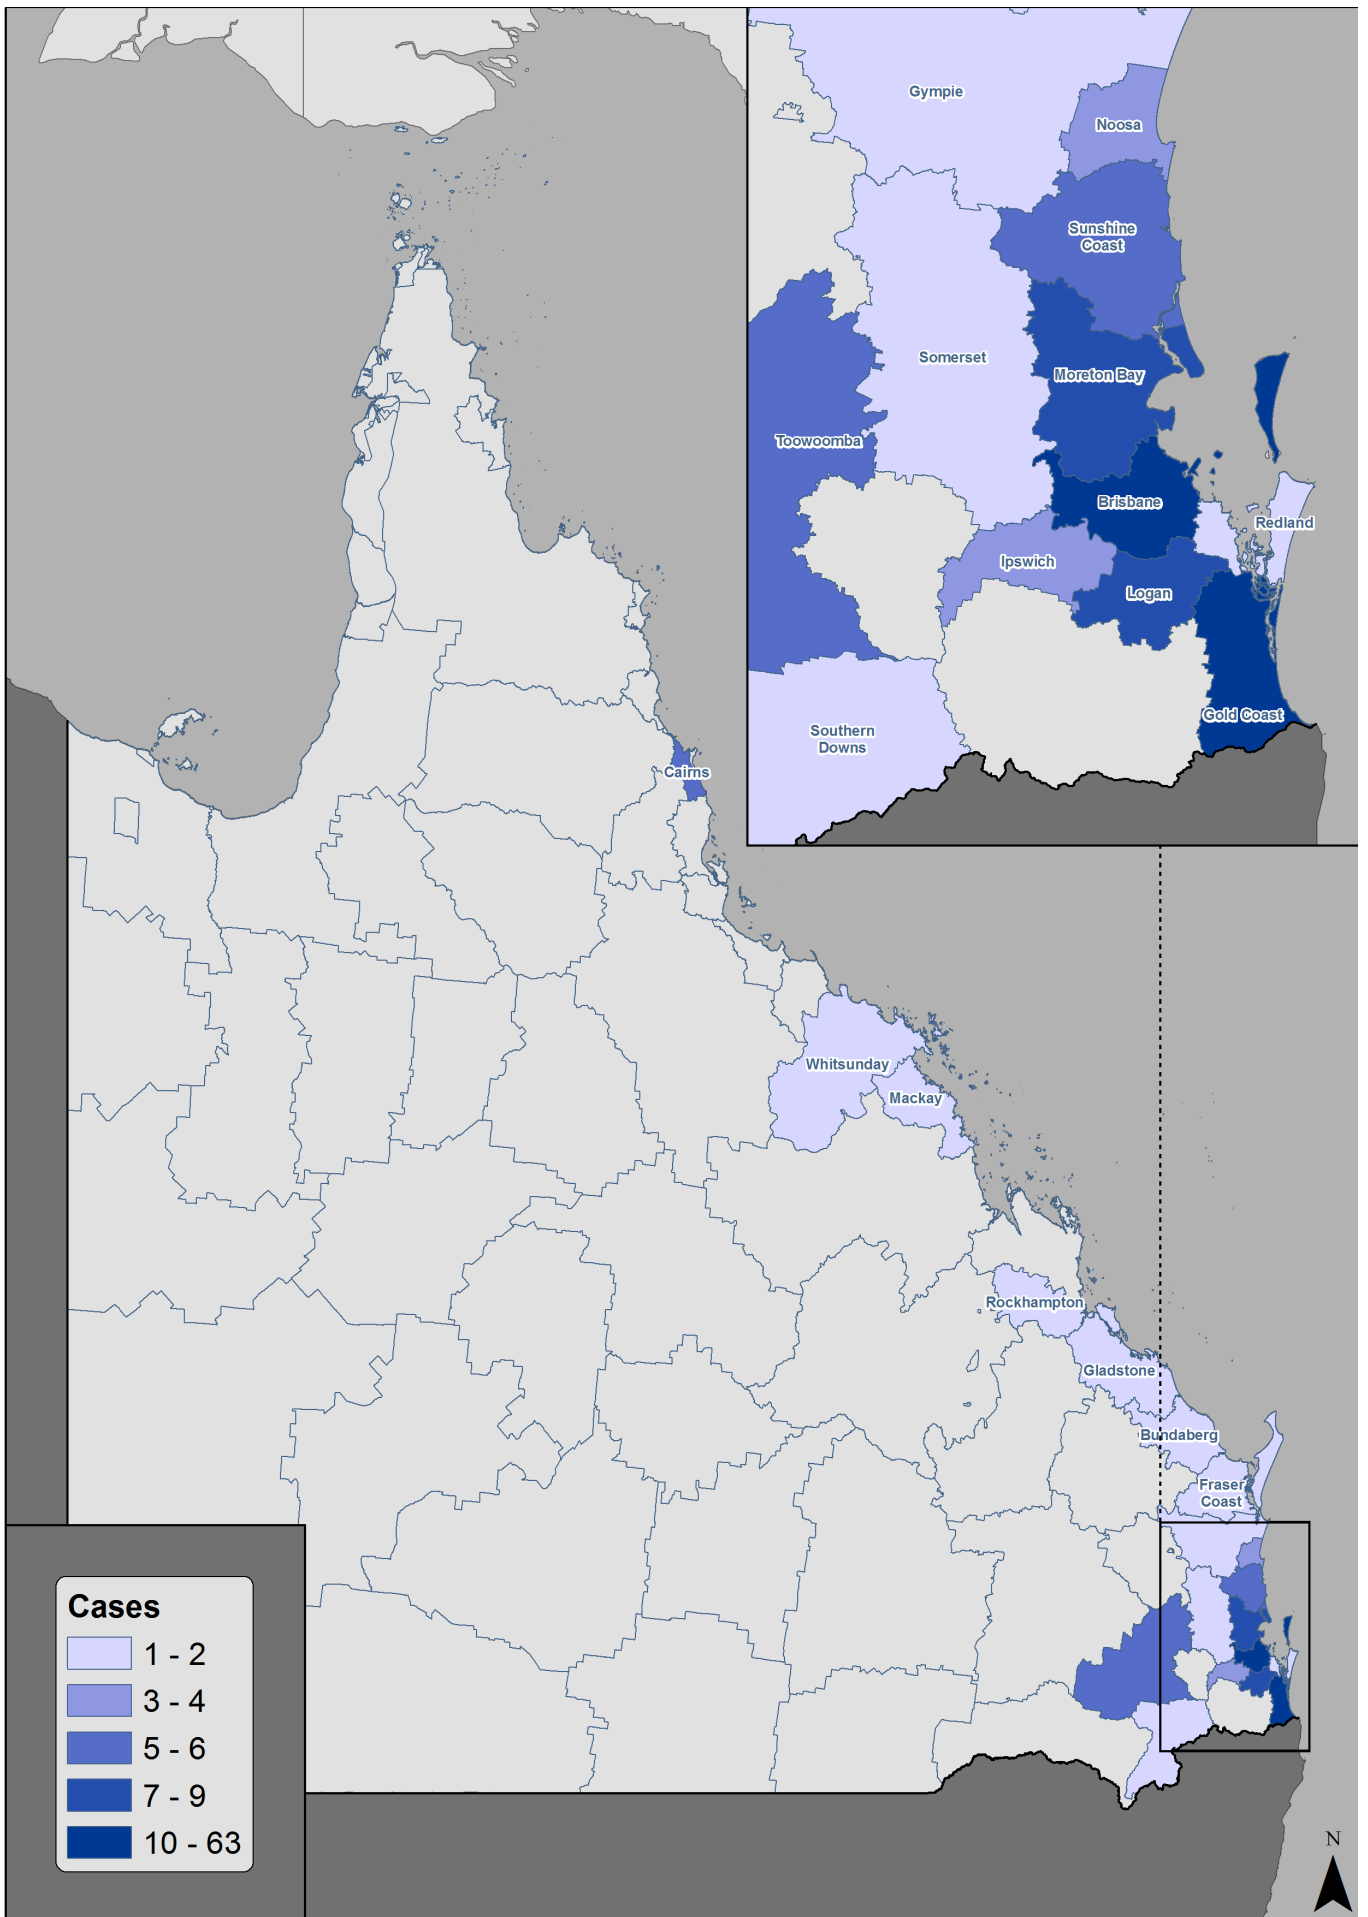 Gympie
Noosa
Sunshine
Coast
Somerset
Moreton Bay
Toowoomba
Brisbane
Redland
Ipswich
Logan
Gold Coast
Southern
Downs
Cairns
Whitsunday
Mackay
Rockhampton
Gladstone
Bundaberg
Fraser
Coast
Cases
1 - 2
3 - 4
5 - 6
7 - 9
10 - 63
N